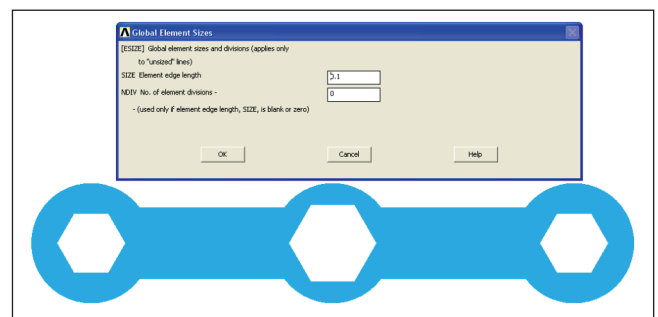 Global Element Sizes
[ESIZE] Global element sizes and divisions (applies only
to "unsized" lines)
SIZE Element edge length 0.1
NDIV No. of element divisions - 0
- (used only if element edge length, SIZE, is blank or zero)
OK Cancel Help